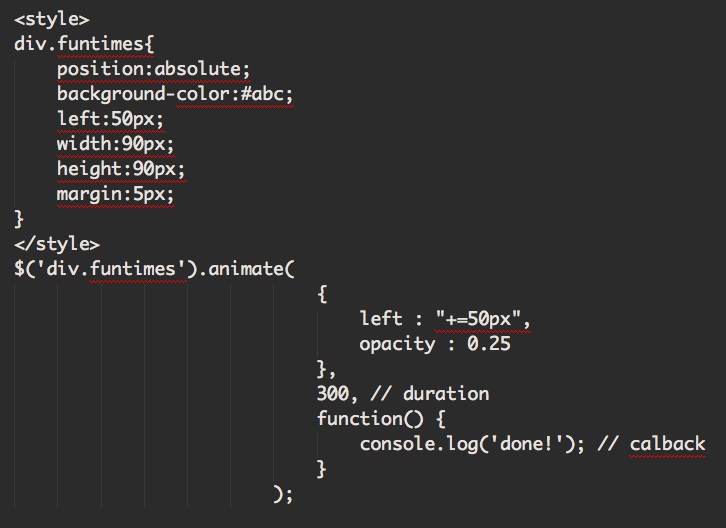 <style>
div.funtimes{
position:absolute;
background-color:#abc;
left:50px;
width:90px;
height:90px;
margin:5px;
}
</style>
$('div.funtimes').animate(
{
left : "+=50px",
opacity : 0.25
},
300, // duration
function() {
console.log('done!'); // calback
}
);